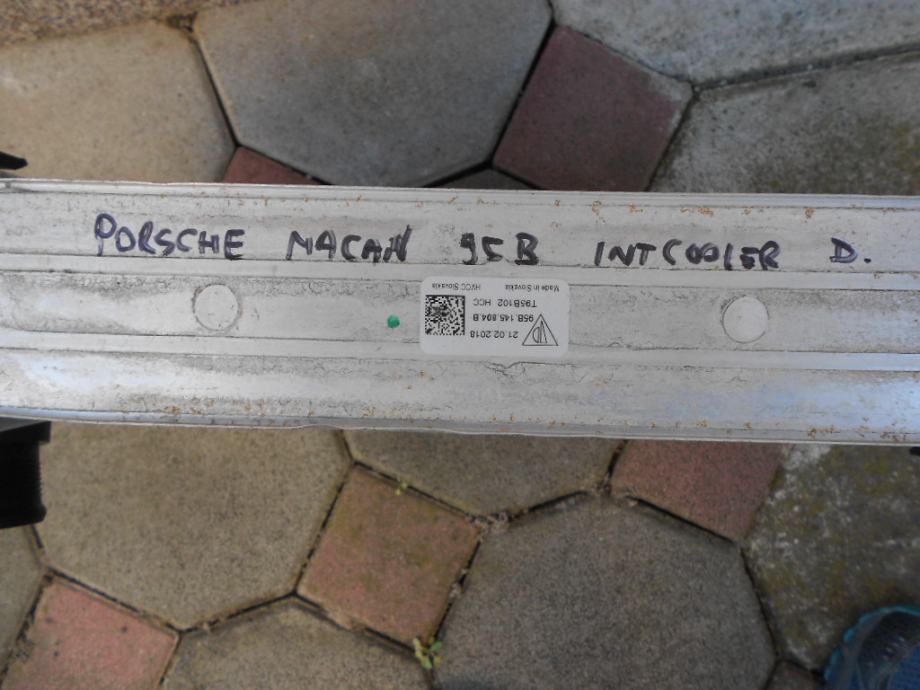 PORSCHE MACAN 95B INTCOOLER D.
21.02.2018
95B.145.804.B
T95B102 HCC
Made in Slovakia
HVCC Slovakia